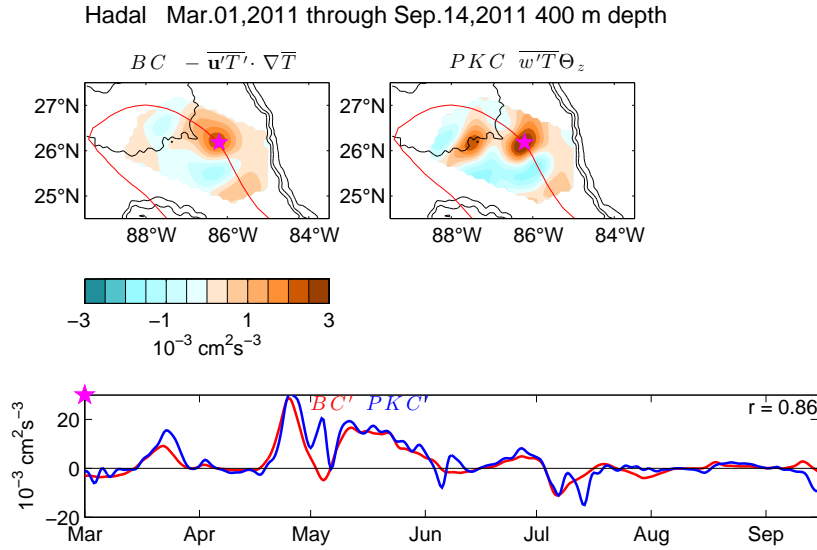 Hadal Mar.01,2011 through Sep.14,2011 400 m depth
BC − u′T′· ∇T
PKC w′TΘz
27°N
26°N
25°N
88°W 86°W 84°W
27°N
26°N
25°N
88°W 86°W 84°W
−3 −1 1 3
10⁻³ cm²s⁻³
BC′ PKC′
r = 0.86
20
0
−20
10⁻³ cm²s⁻³
Mar Apr May Jun Jul Aug Sep